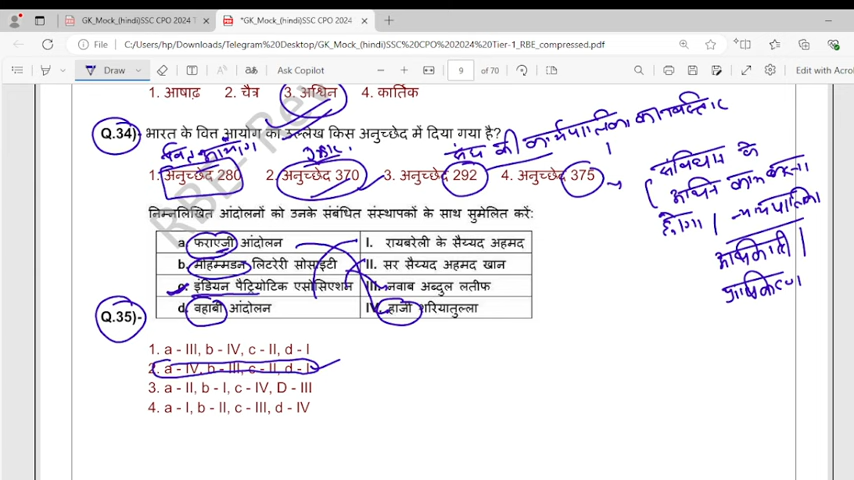 GK_Mock_(hindi)SSC CPO 2024 T
*GK_Mock_(hindi)SSC CPO 2024
File
C:/Users/hp/Downloads/Telegram%20Desktop/GK_Mock_(hindi)SSC%20CPO%202024%20Tier-1_RBE_compressed.pdf
Draw
Ask Copilot
9 of 70
Edit with Acrob
1. आषाढ़ 2. चैत्र 3. अश्विन 4. कार्तिक
Q.34) भारत के वित्त आयोग का उल्लेख किस अनुच्छेद में दिया गया है?
वित्त आयोग
संघ की कार्यपालिका
1. अनुच्छेद 280 2. अनुच्छेद 370 3. अनुच्छेद 292 4. अनुच्छेद 375
संविधान के
होगा
निम्नलिखित आंदोलनों को उनके संबंधित संस्थापकों के साथ सुमेलित करें:
a. फराएजी आंदोलन I. रायबरेली के सैय्यद अहमद
b. मोहम्मडन लिटरेरी सोसाइटी II. सर सैय्यद अहमद खान
c. इंडियन पैट्रियोटिक एसोसिएशन III. नवाब अब्दुल लतीफ
d. वहाबी आंदोलन IV. हाजी शरियातुल्ला
Q.35)-
1. a - III, b - IV, c - II, d - I
2. a - IV, b - III, c - II, d - I
3. a - II, b - I, c - IV, D - III
4. a - I, b - II, c - III, d - IV